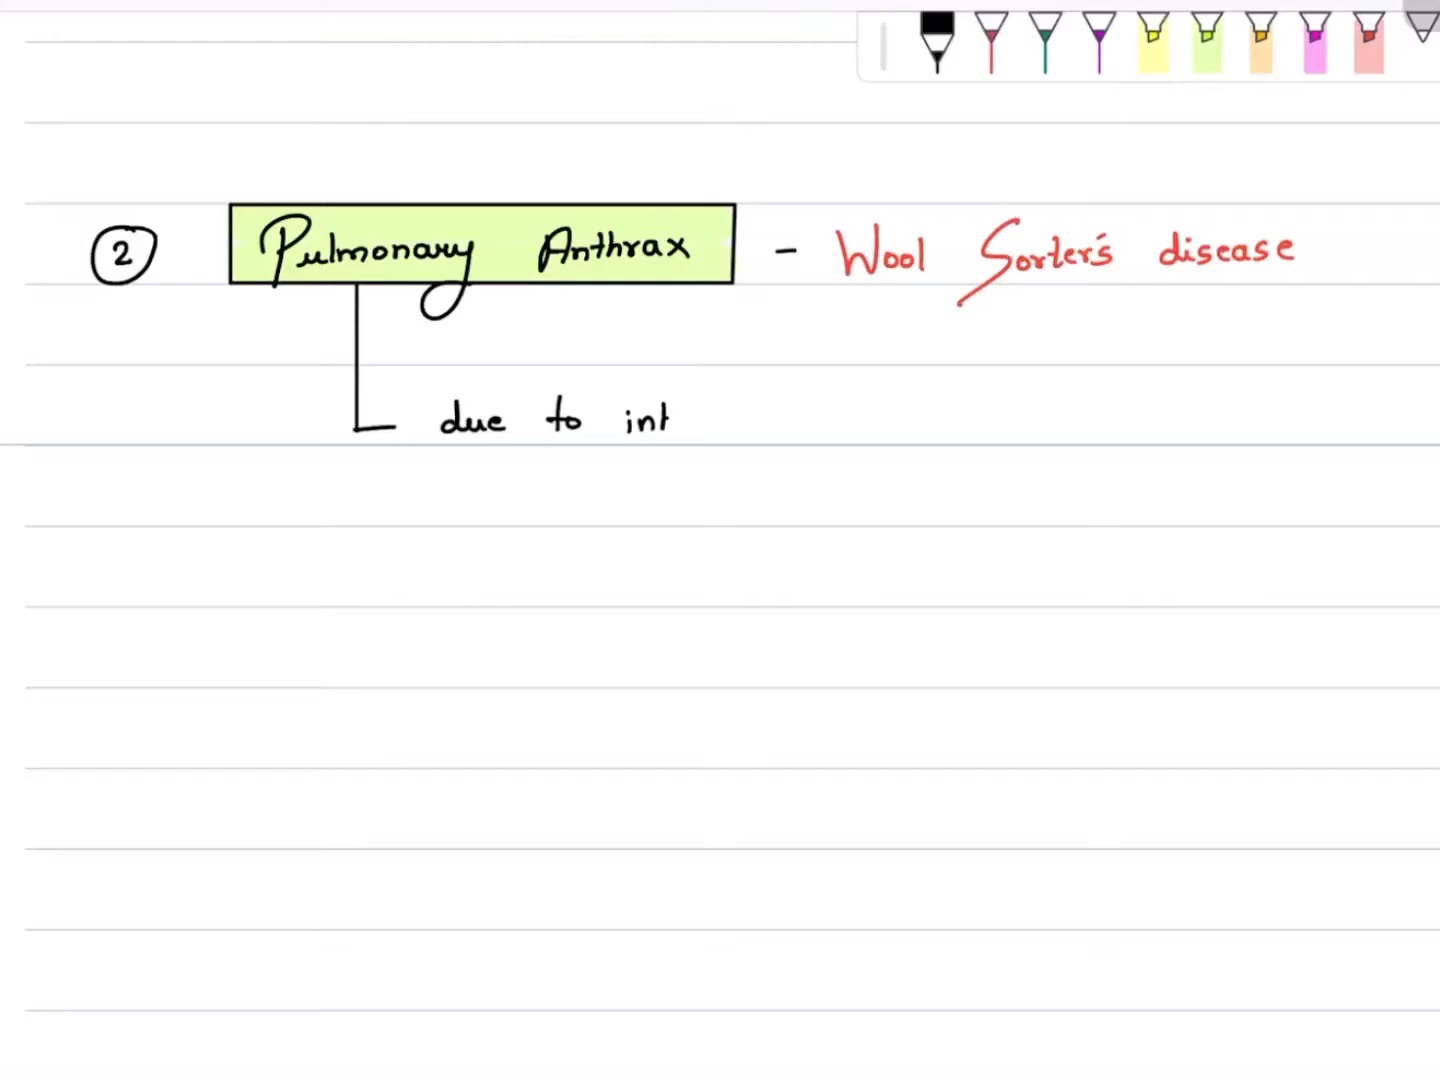 2 Pulmonary Anthrax - Wool Sorter's disease
due to int